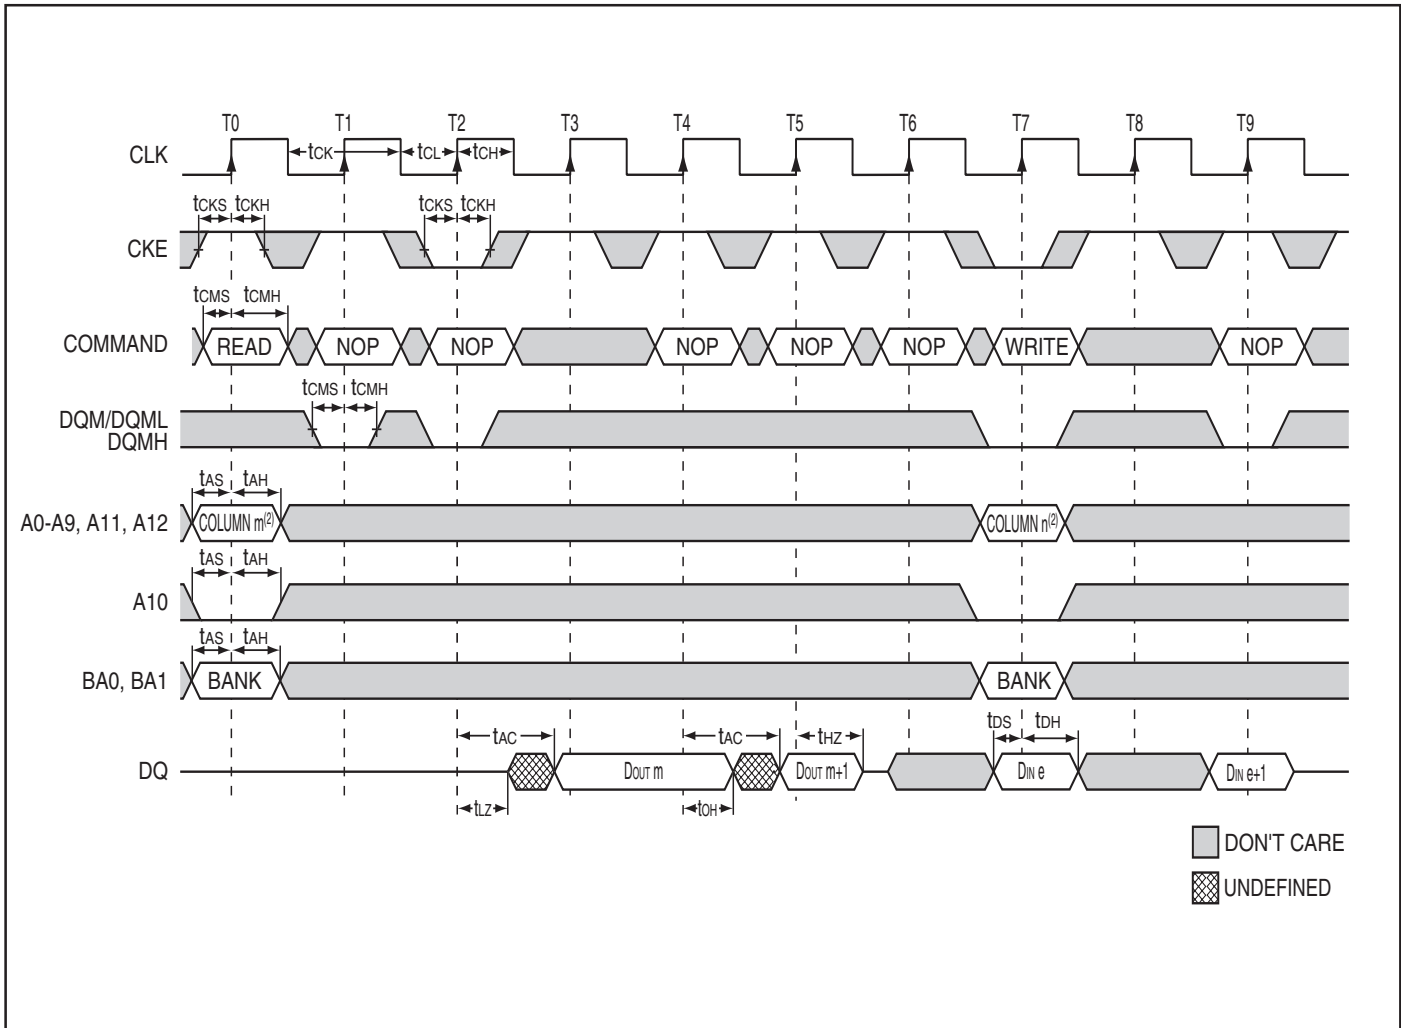 T0 T1 T2 T3 T4 T5 T6 T7 T8 T9
CLK tCK tCL tCH
tCKS tCKH tCKS tCKH
CKE
tCMS tCMH
COMMAND READ NOP NOP NOP NOP NOP WRITE NOP
tCMS tCMH
DQM/DQML
DQMH
tAS tAH
A0-A9, A11, A12 COLUMN m(2) COLUMN n(2)
tAS tAH
A10
tAS tAH
BA0, BA1 BANK BANK
tAC tAC tHZ tDS tDH
DQ DOUT m DOUT m+1 DIN e DIN e+1
tLZ tOH
DON'T CARE
UNDEFINED